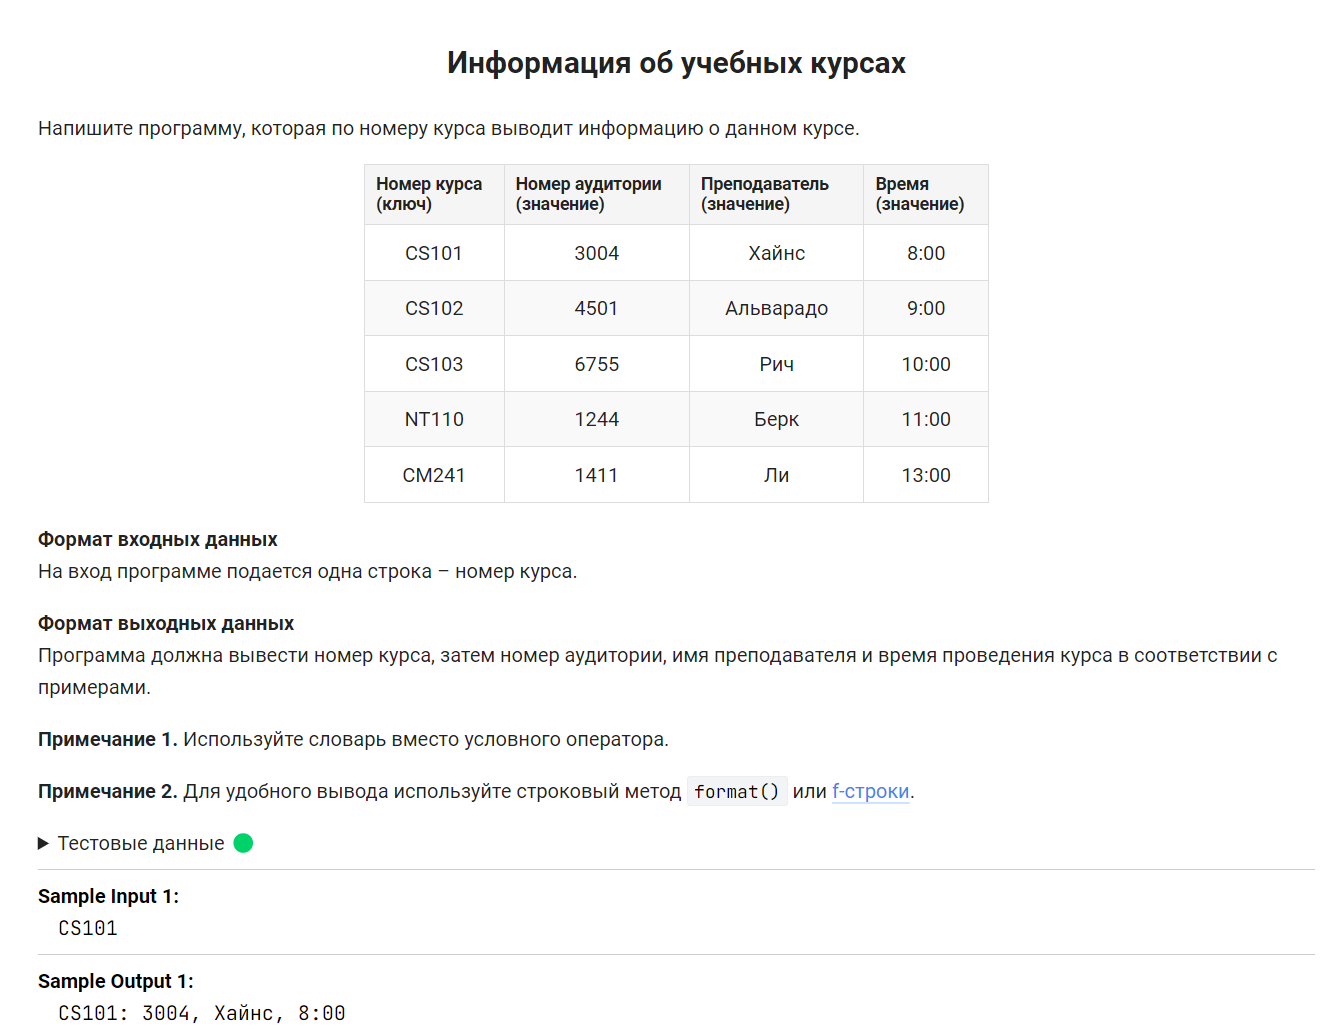 Информация об учебных курсах
Напишите программу, которая по номеру курса выводит информацию о данном курсе.
Номер курса (ключ) Номер аудитории (значение) Преподаватель (значение) Время (значение)
CS101 3004 Хайнс 8:00
CS102 4501 Альварадо 9:00
CS103 6755 Рич 10:00
NT110 1244 Берк 11:00
CM241 1411 Ли 13:00
Формат входных данных
На вход программе подается одна строка – номер курса.
Формат выходных данных
Программа должна вывести номер курса, затем номер аудитории, имя преподавателя и время проведения курса в соответствии с
примерами.
Примечание 1. Используйте словарь вместо условного оператора.
Примечание 2. Для удобного вывода используйте строковый метод format() или f-строки.
Тестовые данные
Sample Input 1:
CS101
Sample Output 1:
CS101: 3004, Хайнс, 8:00